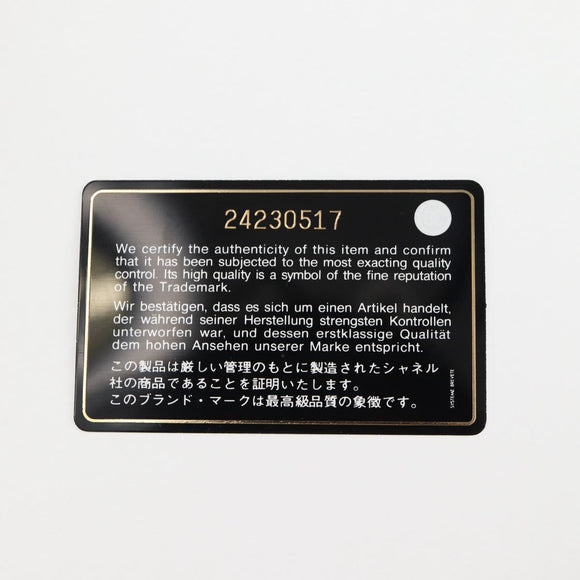 24230517
We certify the authenticity of this item and confirm
that it has been subjected to the most exacting quality
control. Its high quality is a symbol of the fine reputation
of the Trademark.
Wir bestätigen, dass es sich um einen Artikel handelt,
der während seiner Herstellung strengsten Kontrollen
unterworfen war, und dessen erstklassige Qualität
dem hohen Ansehen unserer Marke entspricht.
この製品は厳しい管理のもとに製造されたシャネル
社の商品であることを証明いたします。
このブランド・マークは最高級品質の象徴です。
SYSTEME BREVETE